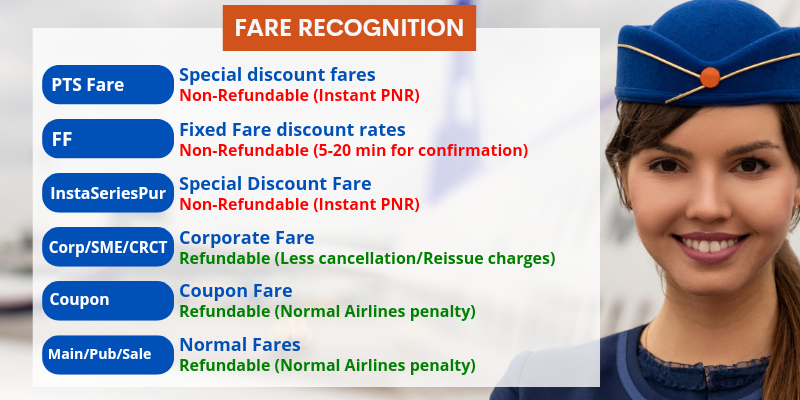 FARE RECOGNITION
PTS Fare
Special discount fares
Non-Refundable (Instant PNR)
FF
Fixed Fare discount rates
Non-Refundable (5-20 min for confirmation)
InstaSeriesPur
Special Discount Fare
Non-Refundable (Instant PNR)
Corp/SME/CRCT
Corporate Fare
Refundable (Less cancellation/Reissue charges)
Coupon
Coupon Fare
Refundable (Normal Airlines penalty)
Main/Pub/Sale
Normal Fares
Refundable (Normal Airlines penalty)